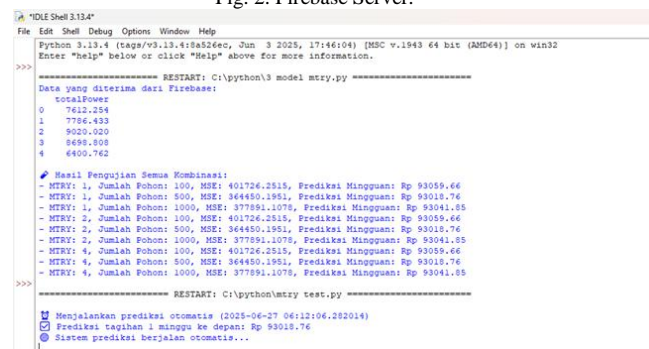 Fig. 2. Firebase Server.
*IDLE Shell 3.13.4*
File Edit Shell Debug Options Window Help
Python 3.13.4 (tags/v3.13.4:8a526ec, Jun 3 2025, 17:46:04) [MSC v.1943 64 bit (AMD64)] on win32
Enter "help" below or click "Help" above for more information.
>>>
====================== RESTART: C:\python\3 model mtry.py ======================
Data yang diterima dari Firebase:
totalPower
0 7612.254
1 7786.433
2 9020.020
3 8698.808
4 6400.762
Hasil Pengujian Semua Kombinasi:
- MTRY: 1, Jumlah Pohon: 100, MSE: 401726.2515, Prediksi Mingguan: Rp 93059.66
- MTRY: 1, Jumlah Pohon: 500, MSE: 364450.1951, Prediksi Mingguan: Rp 93018.76
- MTRY: 1, Jumlah Pohon: 1000, MSE: 377891.1078, Prediksi Mingguan: Rp 93041.85
- MTRY: 2, Jumlah Pohon: 100, MSE: 401726.2515, Prediksi Mingguan: Rp 93059.66
- MTRY: 2, Jumlah Pohon: 500, MSE: 364450.1951, Prediksi Mingguan: Rp 93018.76
- MTRY: 2, Jumlah Pohon: 1000, MSE: 377891.1078, Prediksi Mingguan: Rp 93041.85
- MTRY: 4, Jumlah Pohon: 100, MSE: 401726.2515, Prediksi Mingguan: Rp 93059.66
- MTRY: 4, Jumlah Pohon: 500, MSE: 364450.1951, Prediksi Mingguan: Rp 93018.76
- MTRY: 4, Jumlah Pohon: 1000, MSE: 377891.1078, Prediksi Mingguan: Rp 93041.85
>>>
======================== RESTART: C:\python\mtry test.py =======================
Menjalankan prediksi otomatis (2025-06-27 06:12:06.282014)
Prediksi tagihan 1 minggu ke depan: Rp 93018.76
Sistem prediksi berjalan otomatis...